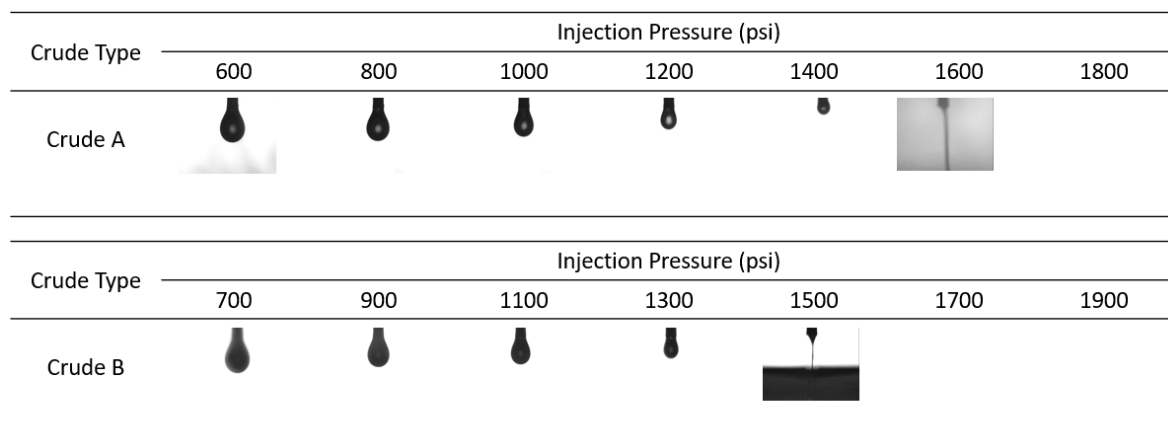 Crude Type
Injection Pressure (psi)
600 800 1000 1200 1400 1600 1800
Crude A
Crude Type
Injection Pressure (psi)
700 900 1100 1300 1500 1700 1900
Crude B